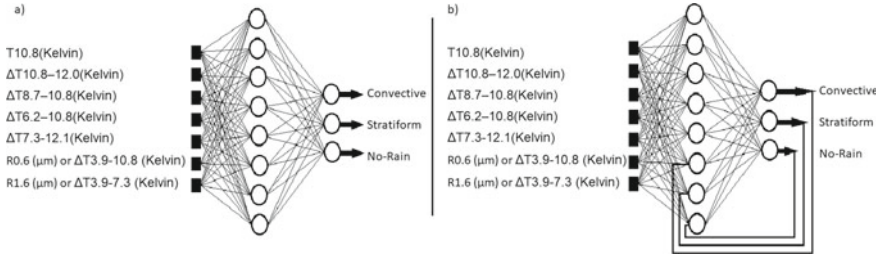 a)
T10.8(Kelvin)
ΔT10.8–12.0(Kelvin)
ΔT8.7–10.8(Kelvin)
ΔT6.2–10.8(Kelvin)
ΔT7.3-12.1(Kelvin)
R0.6 (µm) or ΔT3.9-10.8 (Kelvin)
R1.6 (µm) or ΔT3.9-7.3 (Kelvin)
Convective
Stratiform
No-Rain
b)
T10.8(Kelvin)
ΔT10.8–12.0(Kelvin)
ΔT8.7–10.8(Kelvin)
ΔT6.2–10.8(Kelvin)
ΔT7.3-12.1(Kelvin)
R0.6 (µm) or ΔT3.9-10.8 (Kelvin)
R1.6 (µm) or ΔT3.9-7.3 (Kelvin)
Convective
Stratiform
No-Rain